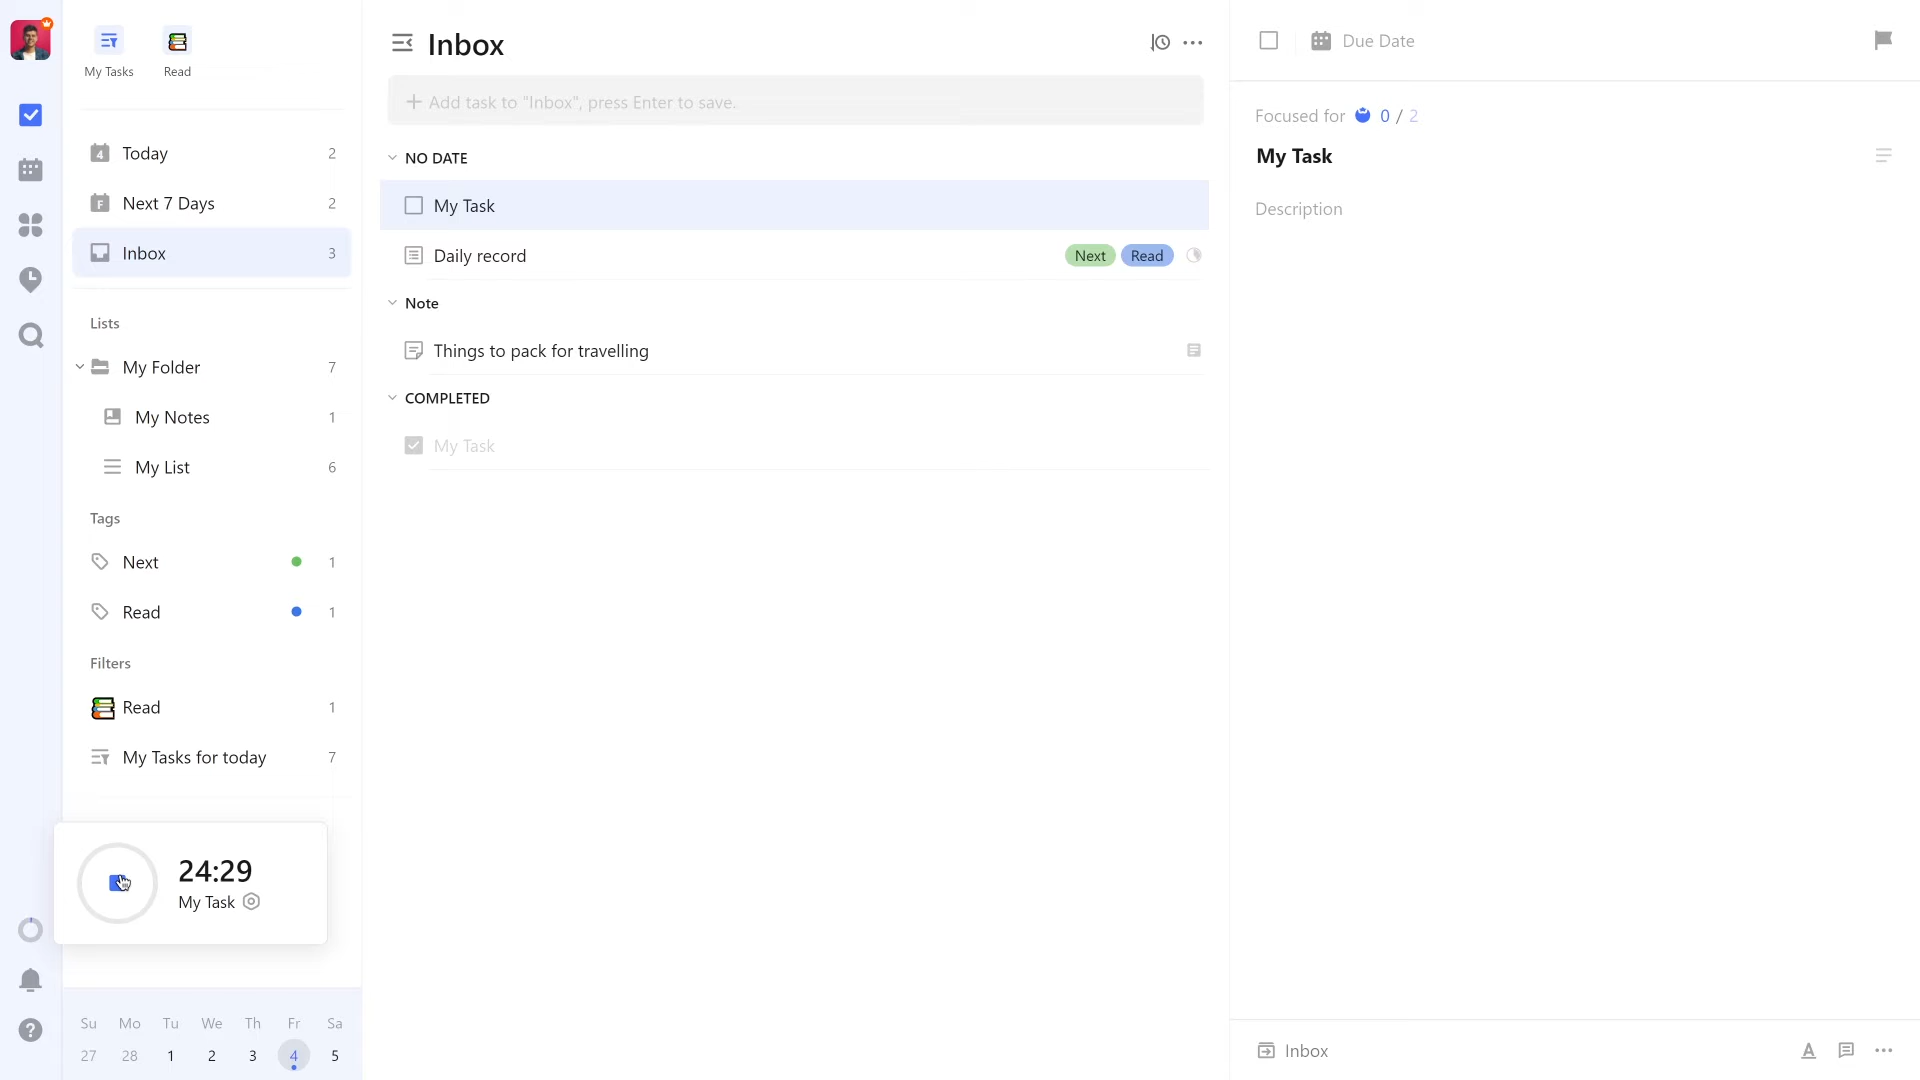 My Tasks
Read
4 Today 2
F Next 7 Days 2
Inbox 3
Lists
My Folder 7
My Notes 1
My List 6
Tags
Next 1
Read 1
Filters
Read 1
My Tasks for today 7
24:29
My Task
?
Su Mo Tu We Th Fr Sa
27 28 1 2 3 4 5
Inbox
+ Add task to "Inbox", press Enter to save.
NO DATE
My Task
Daily record Next Read
Note
Things to pack for travelling
COMPLETED
My Task
Due Date
Focused for 0 / 2
My Task
Description
Inbox A